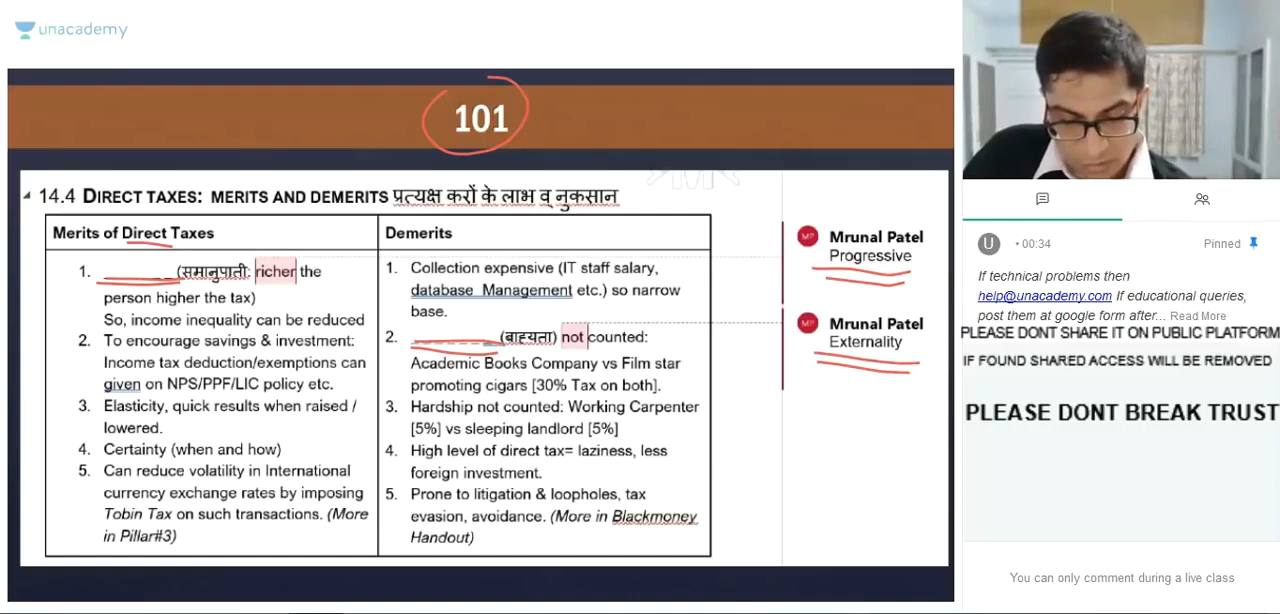 unacademy
101
14.4 DIRECT TAXES: MERITS AND DEMERITS प्रत्यक्ष करों के लाभ व् नुकसान
Merits of Direct Taxes
1. _________ (समानुपाती: richer the
person higher the tax)
So, income inequality can be reduced
2. To encourage savings & investment:
Income tax deduction/exemptions can
given on NPS/PPF/LIC policy etc.
3. Elasticity, quick results when raised /
lowered.
4. Certainty (when and how)
5. Can reduce volatility in International
currency exchange rates by imposing
Tobin Tax on such transactions. (More
in Pillar#3)
Demerits
1. Collection expensive (IT staff salary,
database Management etc.) so narrow
base.
2. _________ (बाह्यता) not counted:
Academic Books Company vs Film star
promoting cigars [30% Tax on both].
3. Hardship not counted: Working Carpenter
[5%] vs sleeping landlord [5%]
4. High level of direct tax= laziness, less
foreign investment.
5. Prone to litigation & loopholes, tax
evasion, avoidance. (More in Blackmoney
Handout)
MP Mrunal Patel
Progressive
MP Mrunal Patel
Externality
U • 00:34 Pinned
If technical problems then
help@unacademy.com If educational queries,
post them at google form after... Read More
PLEASE DONT SHARE IT ON PUBLIC PLATFORM
IF FOUND SHARED ACCESS WILL BE REMOVED
PLEASE DONT BREAK TRUST
You can only comment during a live class